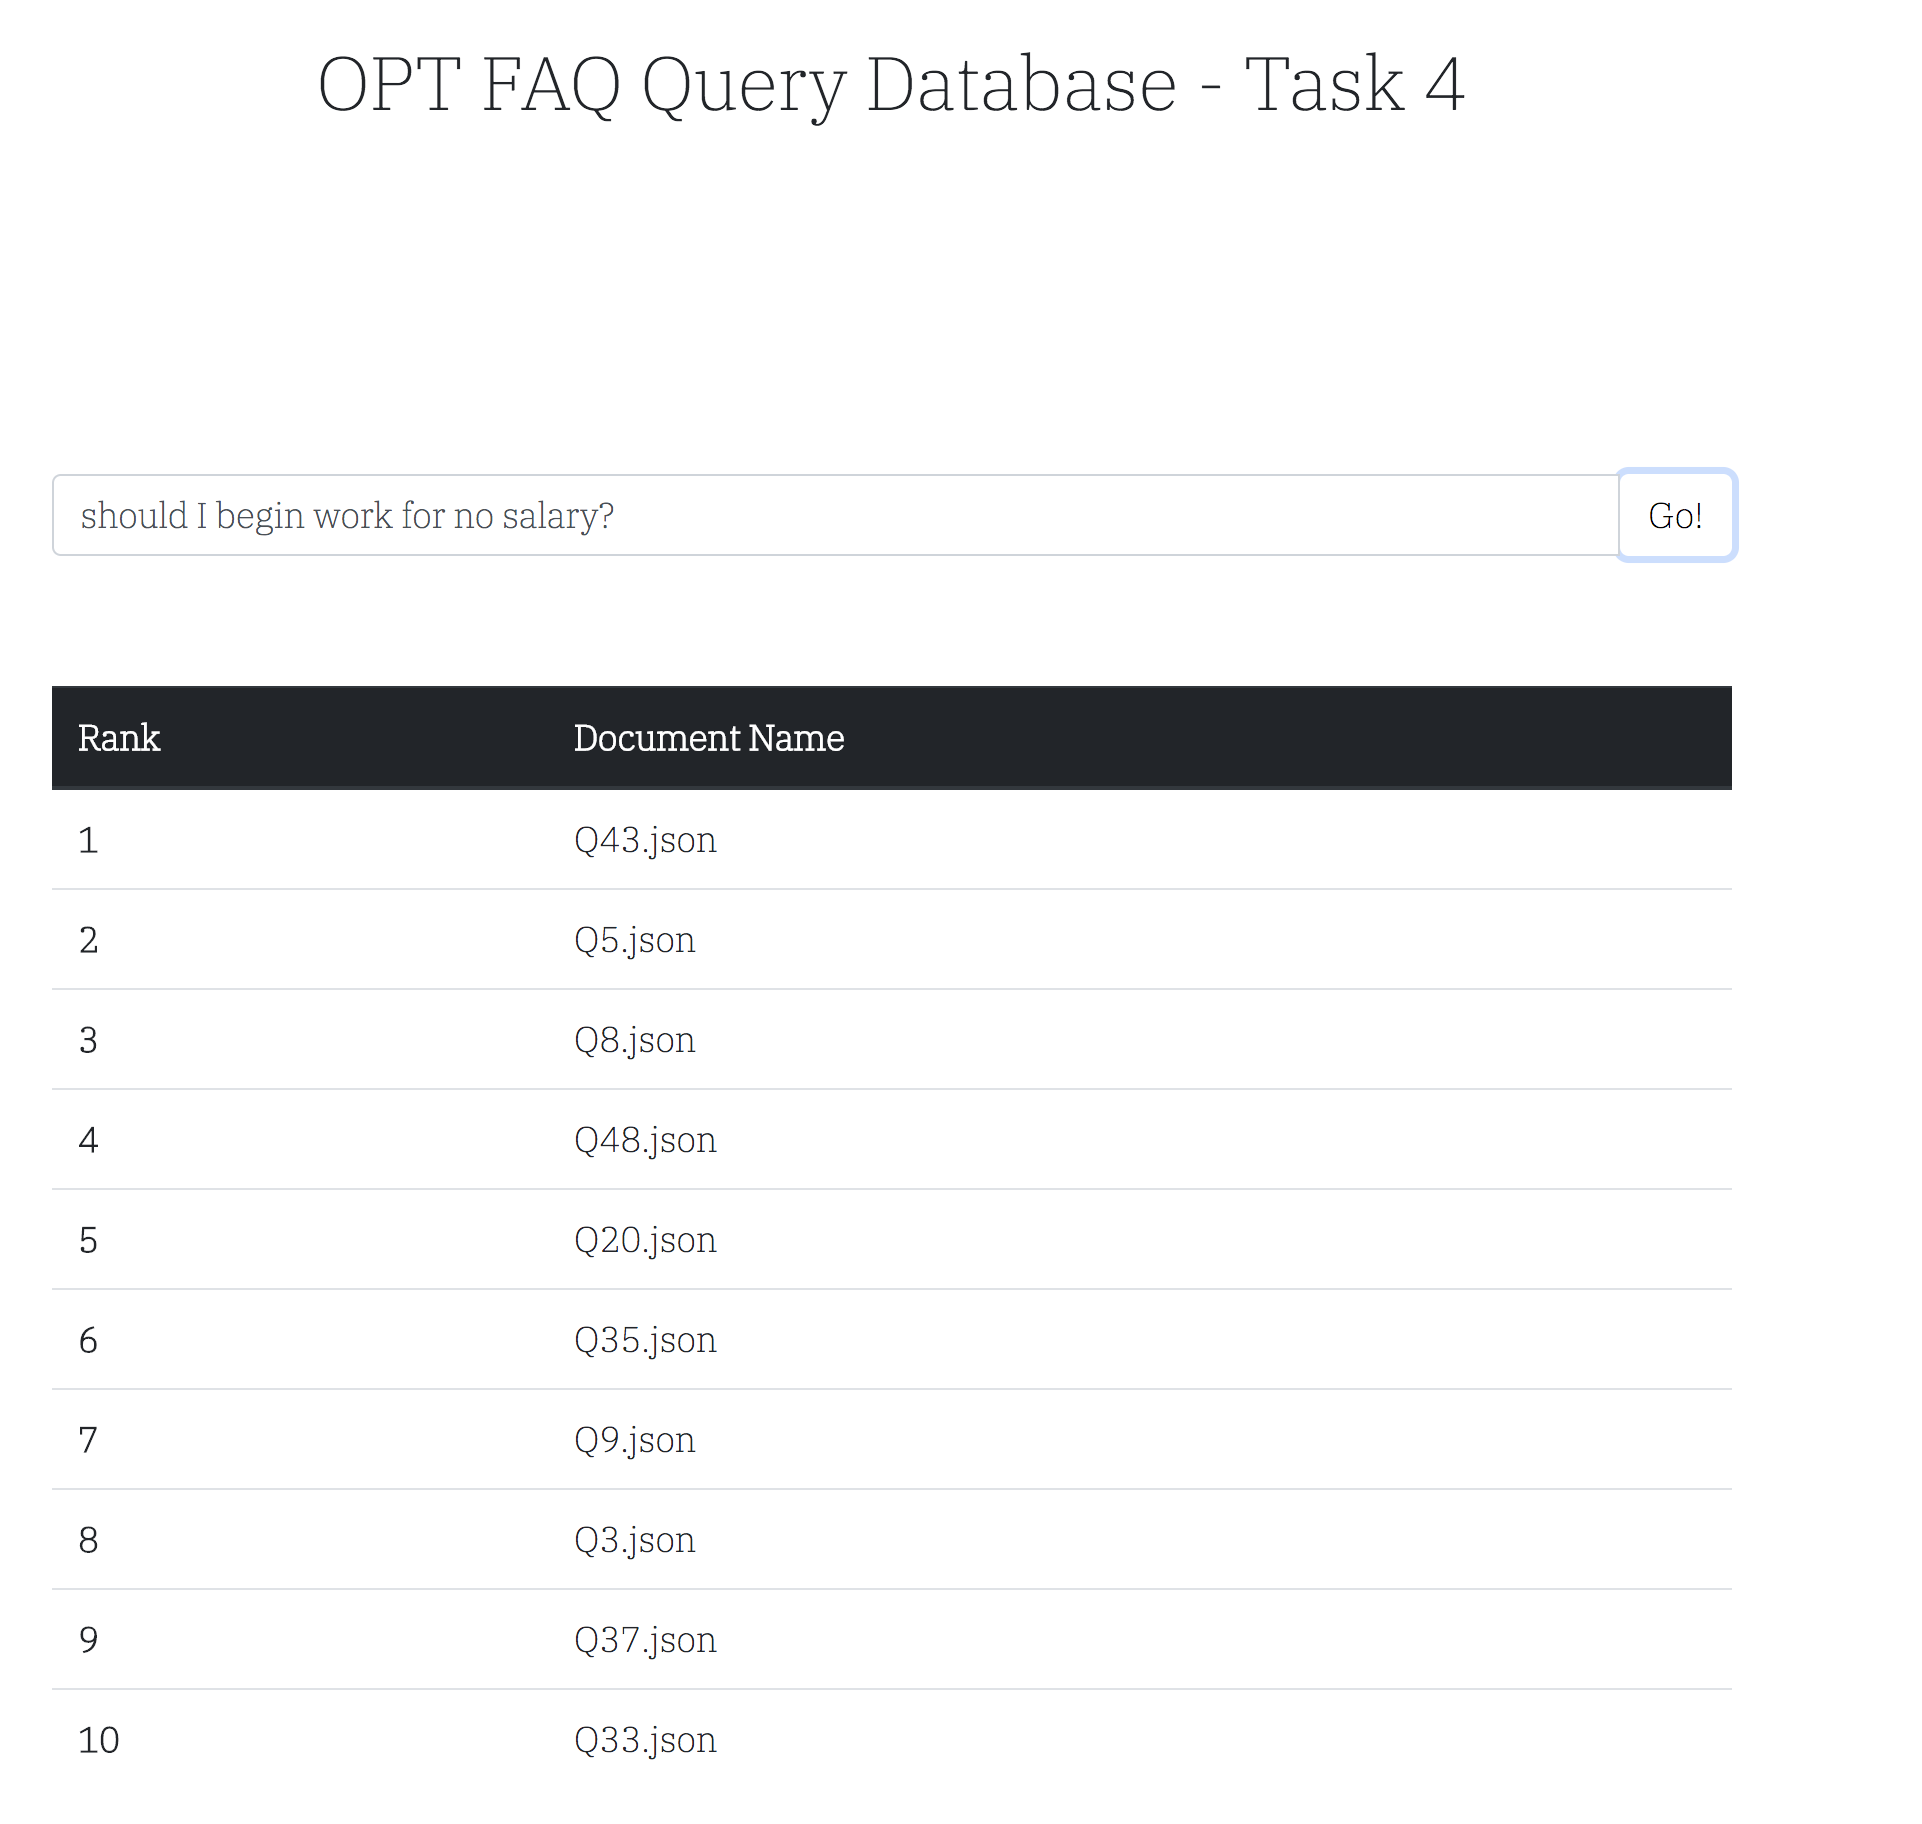 OPT FAQ Query Database - Task 4
should I begin work for no salary? Go!
Rank Document Name
1 Q43.json
2 Q5.json
3 Q8.json
4 Q48.json
5 Q20.json
6 Q35.json
7 Q9.json
8 Q3.json
9 Q37.json
10 Q33.json